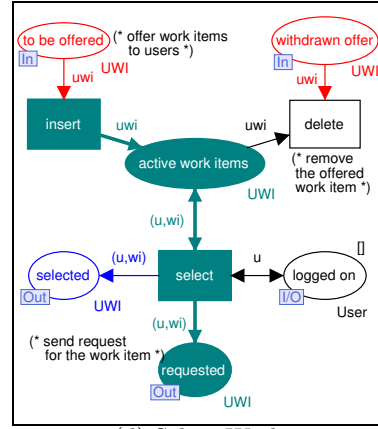 to be offered
(* offer work items
to users *)
withdrawn offer
In
UWI
In
UWI
uwi
uwi
insert
delete
uwi
uwi
active work items
(* remove
the offered
work item *)
UWI
(u,wi)
(u,wi)
u
[]
selected
select
logged on
Out
UWI
I/O
User
(u,wi)
(* send request
for the work item *)
requested
Out
UWI